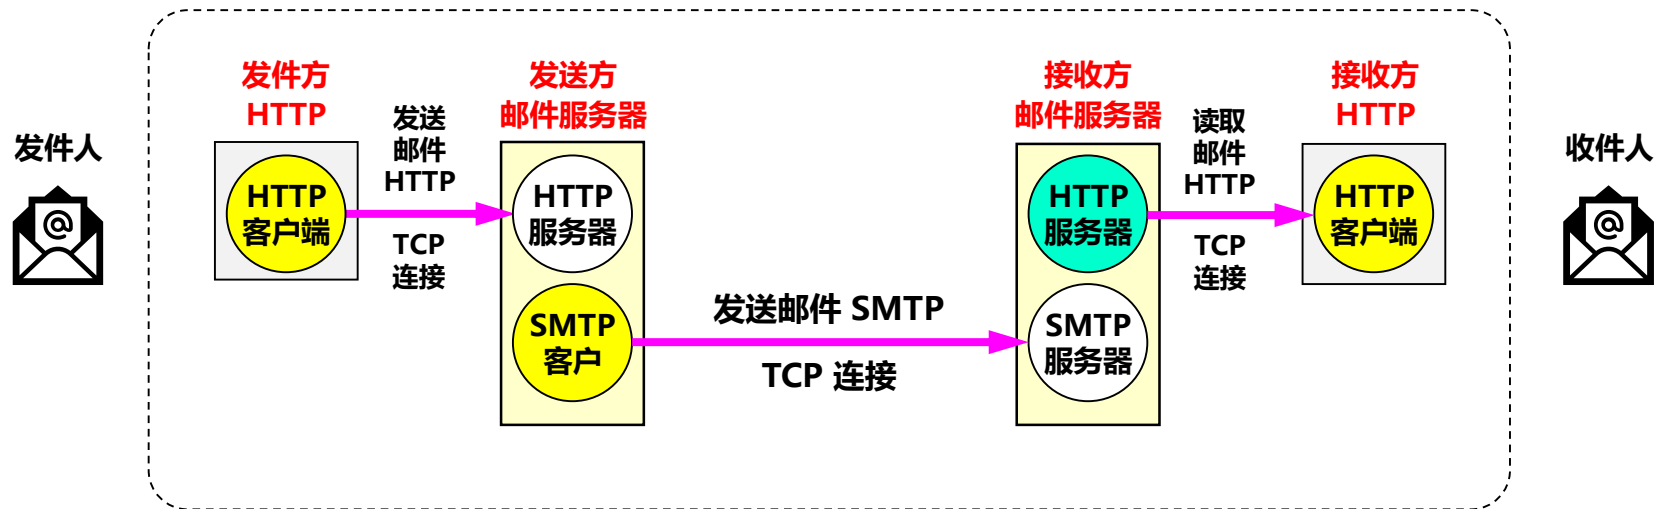 发件人
@
发件方
HTTP
HTTP
客户端
发送
邮件
HTTP
TCP
连接
发送方
邮件服务器
HTTP
服务器
SMTP
客户
发送邮件 SMTP
TCP 连接
接收方
邮件服务器
HTTP
服务器
SMTP
服务器
读取
邮件
HTTP
TCP
连接
接收方
HTTP
HTTP
客户端
收件人
@